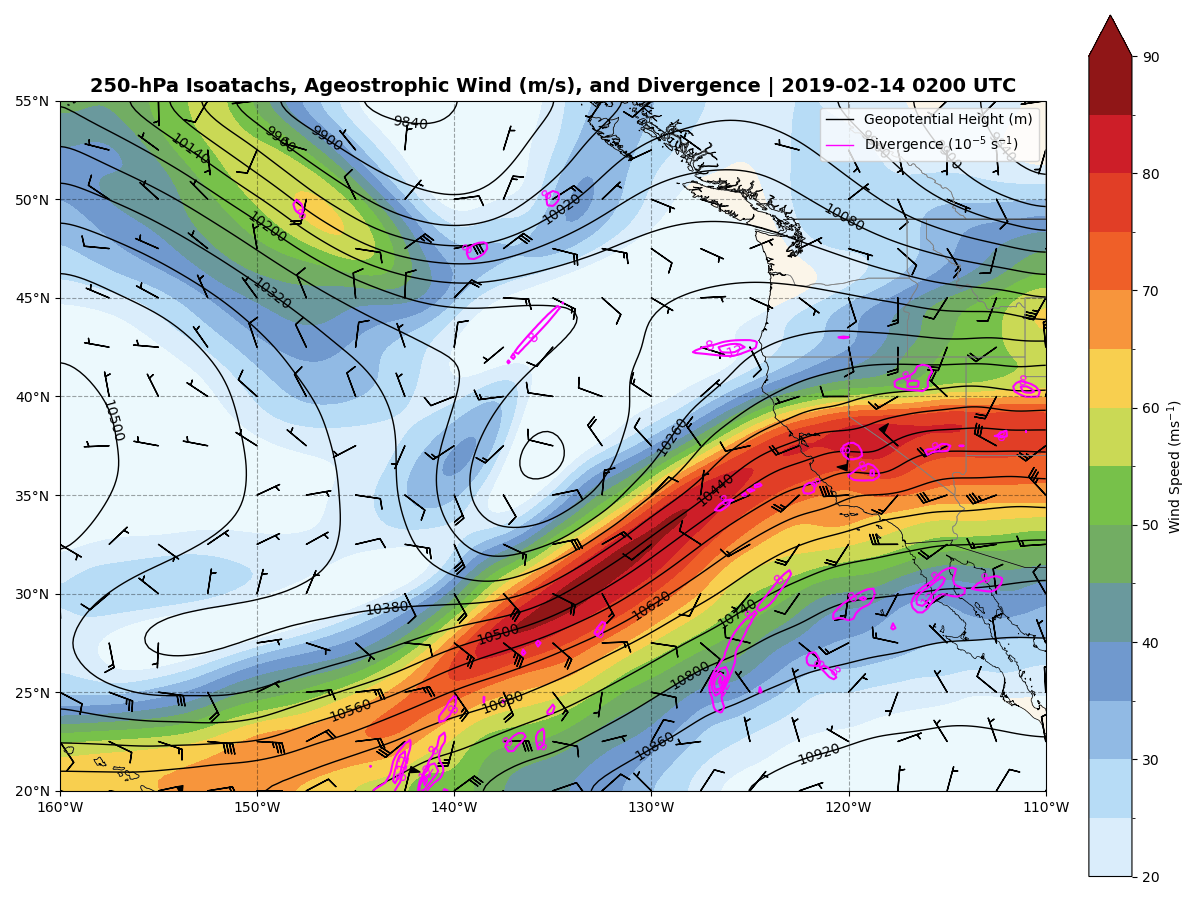 250-hPa Isoatachs, Ageostrophic Wind (m/s), and Divergence | 2019-02-14 0200 UTC
Geopotential Height (m)
Divergence (10⁻⁵ s⁻¹)
55°N
50°N
45°N
40°N
35°N
30°N
25°N
20°N
160°W
150°W
140°W
130°W
120°W
110°W
90
80
70
60
50
40
30
20
Wind Speed (ms⁻¹)
9840
9900
9960
10140
10200
10320
10020
10080
10500
10260
10440
10380
10500
10620
10740
10560
10680
10800
10860
10920